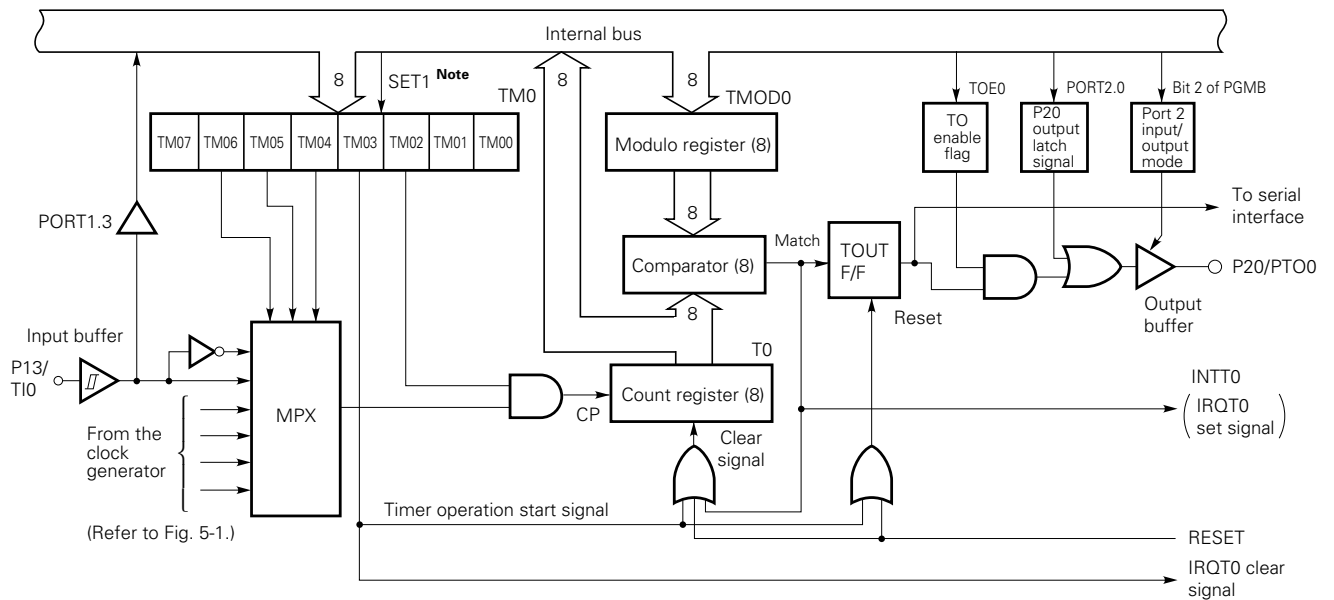 Internal bus
8
SET1 Note
TM0
8
8
TMOD0
TOE0
PORT2.0
Bit 2 of PGMB
TM07
TM06
TM05
TM04
TM03
TM02
TM01
TM00
Modulo register (8)
TO
enable
flag
P20
output
latch
signal
Port 2
input/
output
mode
PORT1.3
8
Comparator (8)
Match
TOUT
F/F
To serial
interface
P20/PTO0
Output
buffer
Reset
8
Input buffer
P13/
TI0
T0
MPX
Count register (8)
CP
INTT0
IRQT0
set signal
From the
clock
generator
Clear
signal
(Refer to Fig. 5-1.)
Timer operation start signal
RESET
IRQT0 clear
signal